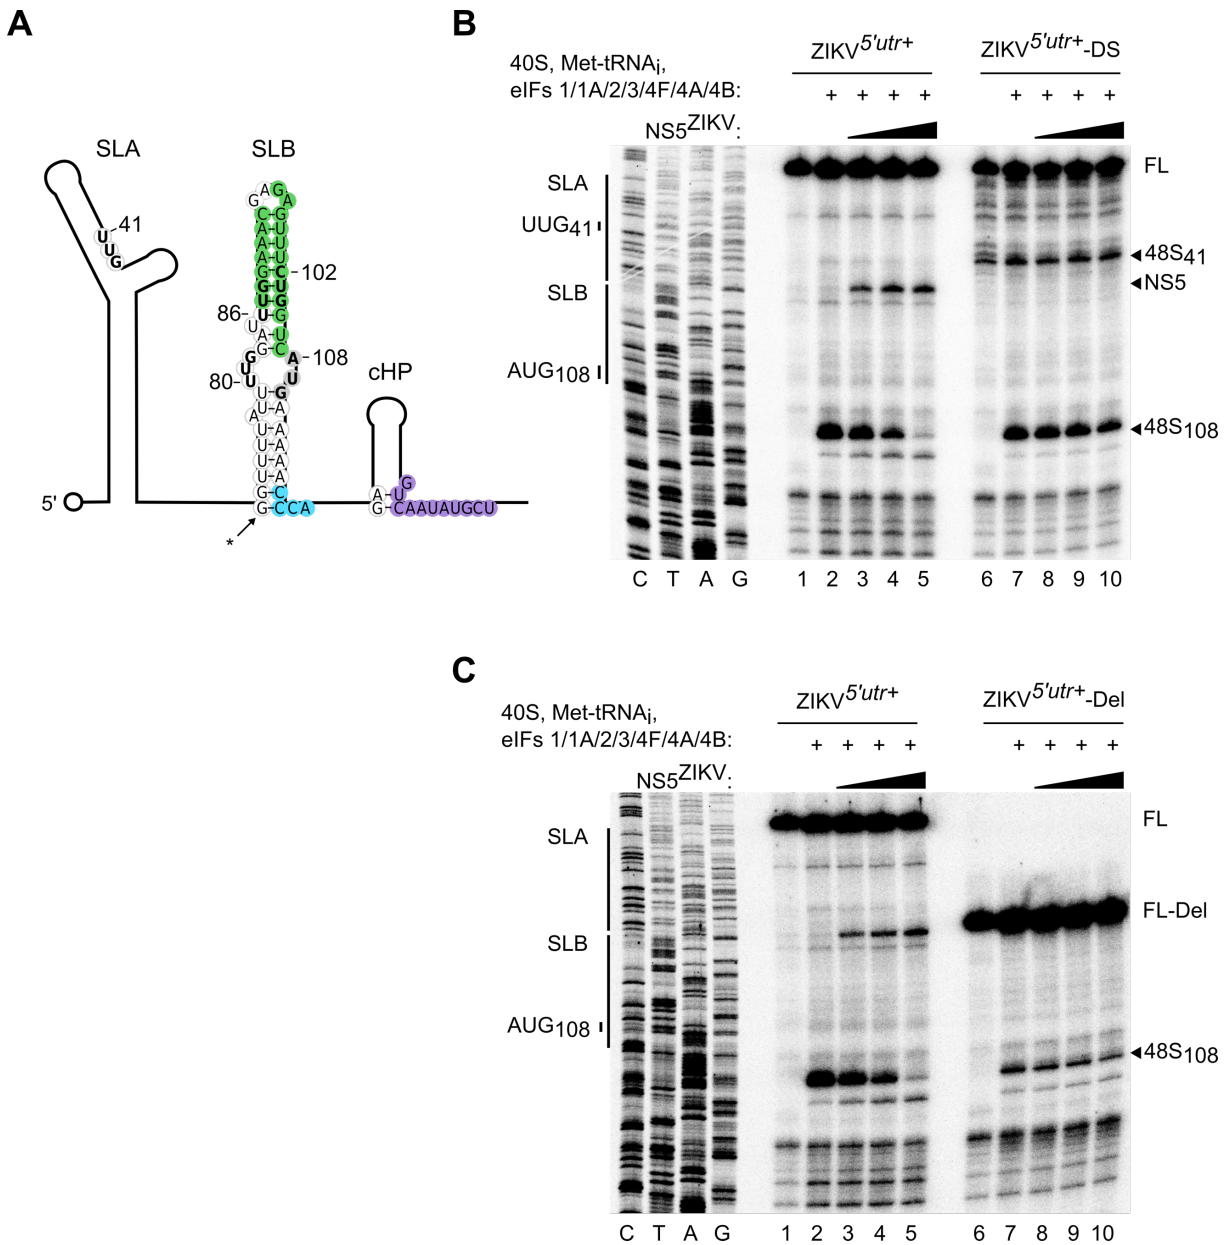 A
SLA
SLB
cHP
41
U
U
G
A
G
G
A
C
G
A
U
A
U
A
U
G
C
G
U
U
G
U
G
102
86
U
A
G
G
U
C
U
G
U
U
A
108
U
80
G
U
U
A
U
U
A
A
U
A
U
A
U
A
G
C
G
C
C
A
5'
*
A
U
G
G
CAAUAUGCU
B
40S, Met-tRNAi,
eIFs 1/1A/2/3/4F/4A/4B:
NS5ZIKV:
ZIKV5'utr+
ZIKV5'utr+-DS
+ + + + + + + +
SLA
UUG41
SLB
AUG108
FL
48S41
NS5
48S108
C T A G 1 2 3 4 5 6 7 8 9 10
C
40S, Met-tRNAi,
eIFs 1/1A/2/3/4F/4A/4B:
NS5ZIKV:
ZIKV5'utr+
ZIKV5'utr+-Del
+ + + + + + + +
SLA
SLB
AUG108
FL
FL-Del
48S108
C T A G 1 2 3 4 5 6 7 8 9 10